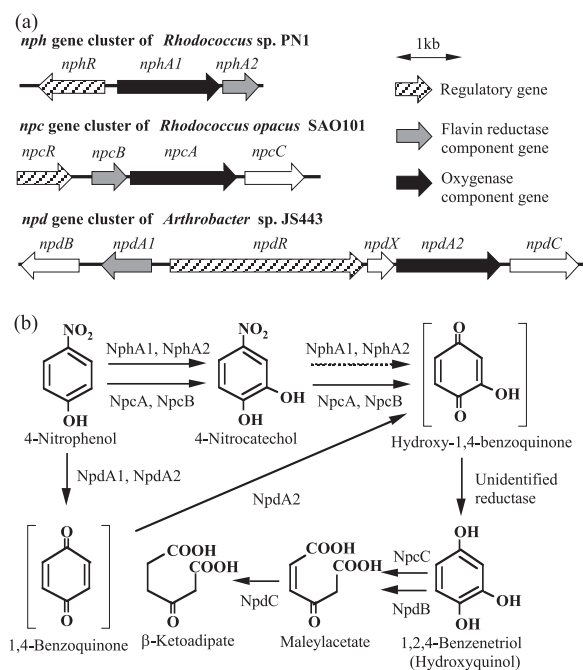 (a)
nph gene cluster of Rhodococcus sp. PN1
nphR nphA1 nphA2
1kb
Regulatory gene
npc gene cluster of Rhodococcus opacus SAO101
npcR npcB npcA npcC
Flavin reductase
component gene
Oxygenase
component gene
npd gene cluster of Arthrobacter sp. JS443
npdB npdA1 npdR npdX npdA2 npdC
(b)
NO2
OH
4-Nitrophenol
NphA1, NphA2
NpcA, NpcB
NO2
OH
OH
4-Nitrocatechol
NphA1, NphA2
NpcA, NpcB
O
OH
O
Hydroxy-1,4-benzoquinone
NpdA1, NpdA2
NpdA2
Unidentified
reductase
O
O
1,4-Benzoquinone
COOH
COOH
O
β-Ketoadipate
NpdC
COOH
COOH
O
Maleylacetate
NpcC
NpdB
OH
OH
OH
1,2,4-Benzenetriol
(Hydroxyquinol)